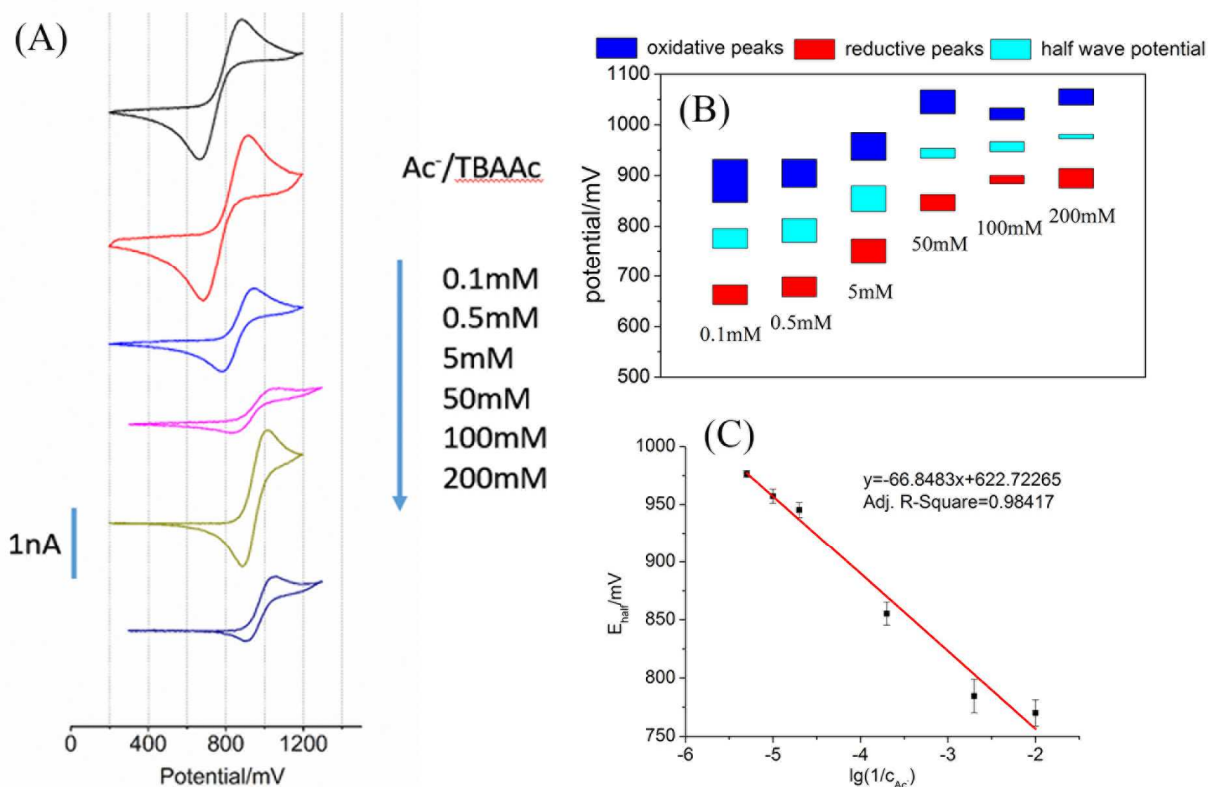 (A)
Ac⁻/TBAAc
0.1mM
0.5mM
5mM
50mM
100mM
200mM
1nA
0 400 800 1200
Potential/mV
oxidative peaks reductive peaks half wave potential
(B)
1100
1000
900
800
700
600
500
potential/mV
0.1mM
0.5mM
5mM
50mM
100mM
200mM
(C)
1000
950
900
850
800
750
E_half/mV
y=-66.8483x+622.72265
Adj. R-Square=0.98417
-6 -5 -4 -3 -2 -1
lg(1/c_Ac-)